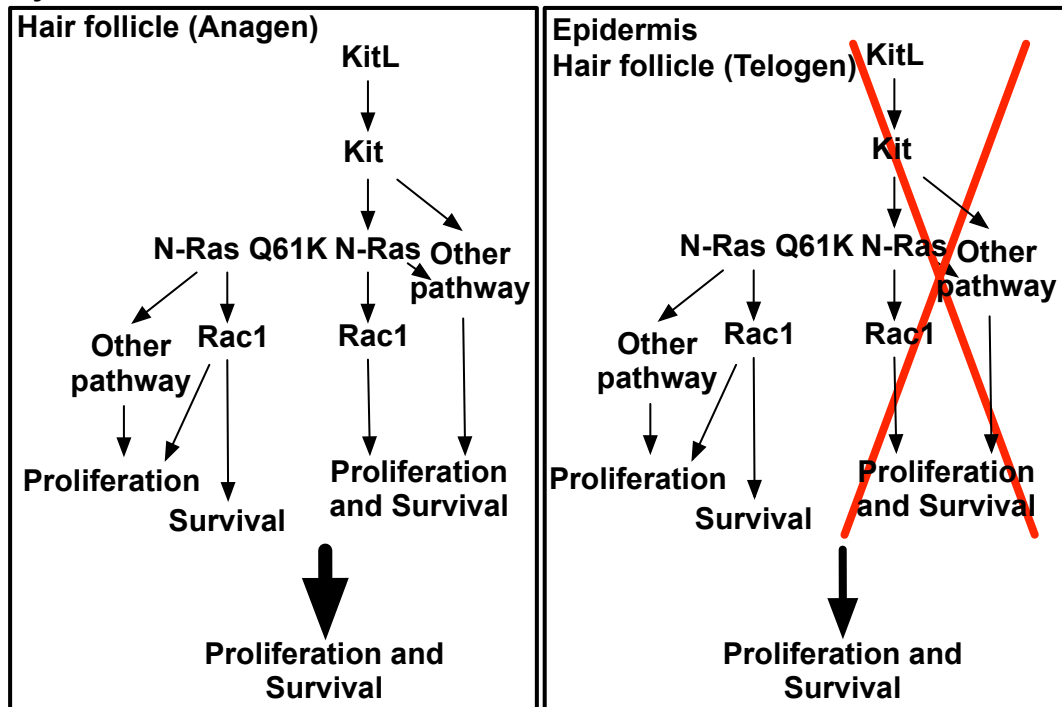 Hair follicle (Anagen)
KitL
Kit
N-Ras Q61K N-Ras Other
pathway
Other
pathway
Rac1
Rac1
Proliferation
Survival
Proliferation
and Survival
Proliferation and
Survival
Epidermis
Hair follicle (Telogen)
KitL
Kit
N-Ras Q61K N-Ras Other
pathway
Other
pathway
Rac1
Rac1
Proliferation
Survival
Proliferation
and Survival
Proliferation and
Survival